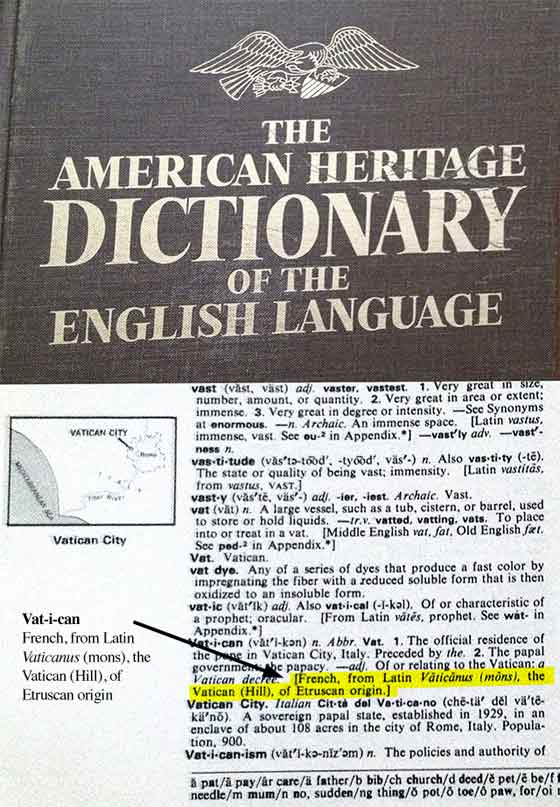 THE
AMERICAN HERITAGE
DICTIONARY
OF THE
ENGLISH LANGUAGE
vast (văst, väst) adj. vaster, vastest. 1. Very great in size,
number, amount, or quantity. 2. Very great in area or extent;
immense. 3. Very great in degree or intensity. —See Synonyms
at enormous. —n. Archaic. An immense space. [Latin vastus,
immense, vast. See eu-² in Appendix.*] —vast'ly adv. —vast'-
ness n.
vas·ti·tude (văs'tə-to͞od', -tyo͞od', väs'-) n. Also vas·ti·ty (-tē).
The state or quality of being vast; immensity. [Latin vastitās,
from vastus, VAST.]
vast·y (văs'tē, väs'-) adj. -ier, -iest. Archaic. Vast.
vat (văt) n. A large vessel, such as a tub, cistern, or barrel, used
to store or hold liquids. —tr.v. vatted, vatting, vats. To place
into or treat in a vat. [Middle English vat, fat, Old English fæt.
See ped-² in Appendix.*]
Vat. Vatican.
vat dye. Any of a series of dyes that produce a fast color by
impregnating the fiber with a reduced soluble form that is then
oxidized to an insoluble form.
vat·ic (văt'ĭk) adj. Also vat·i·cal (-ĭ-kəl). Of or characteristic of
a prophet; oracular. [From Latin vātēs, prophet. See wāt- in
Appendix.*]
Vat·i·can (văt'ĭ-kən) n. Abbr. Vat. 1. The official residence of
the pope in Vatican City, Italy. Preceded by the. 2. The papal
government; the papacy. —adj. Of or relating to the Vatican: a
Vatican decree. [French, from Latin Vāticānus (mōns), the
Vatican (Hill), of Etruscan origin.]
Vatican City. Italian Cit·tà del Va·ti·ca·no (chĕ-tä' dĕl vä'tē-
kä'nō). A sovereign papal state, established in 1929, in an
enclave of about 108 acres in the city of Rome, Italy. Popula-
tion, 900.
Vat·i·can·ism (văt'ĭ-kə-nĭz'əm) n. The policies and authority of
ă pat/ā pay/âr care/ä father/b bib/ch church/d deed/ĕ pet/ē be/f
needle/m mum/n no, sudden/ng thing/ŏ pot/ō toe/ô paw, for/oi
VATICAN CITY
Rome
Tiber River
MEDITERRANEAN SEA
Vatican City
Vat-i-can
French, from Latin
Vaticanus (mons), the
Vatican (Hill), of
Etruscan origin